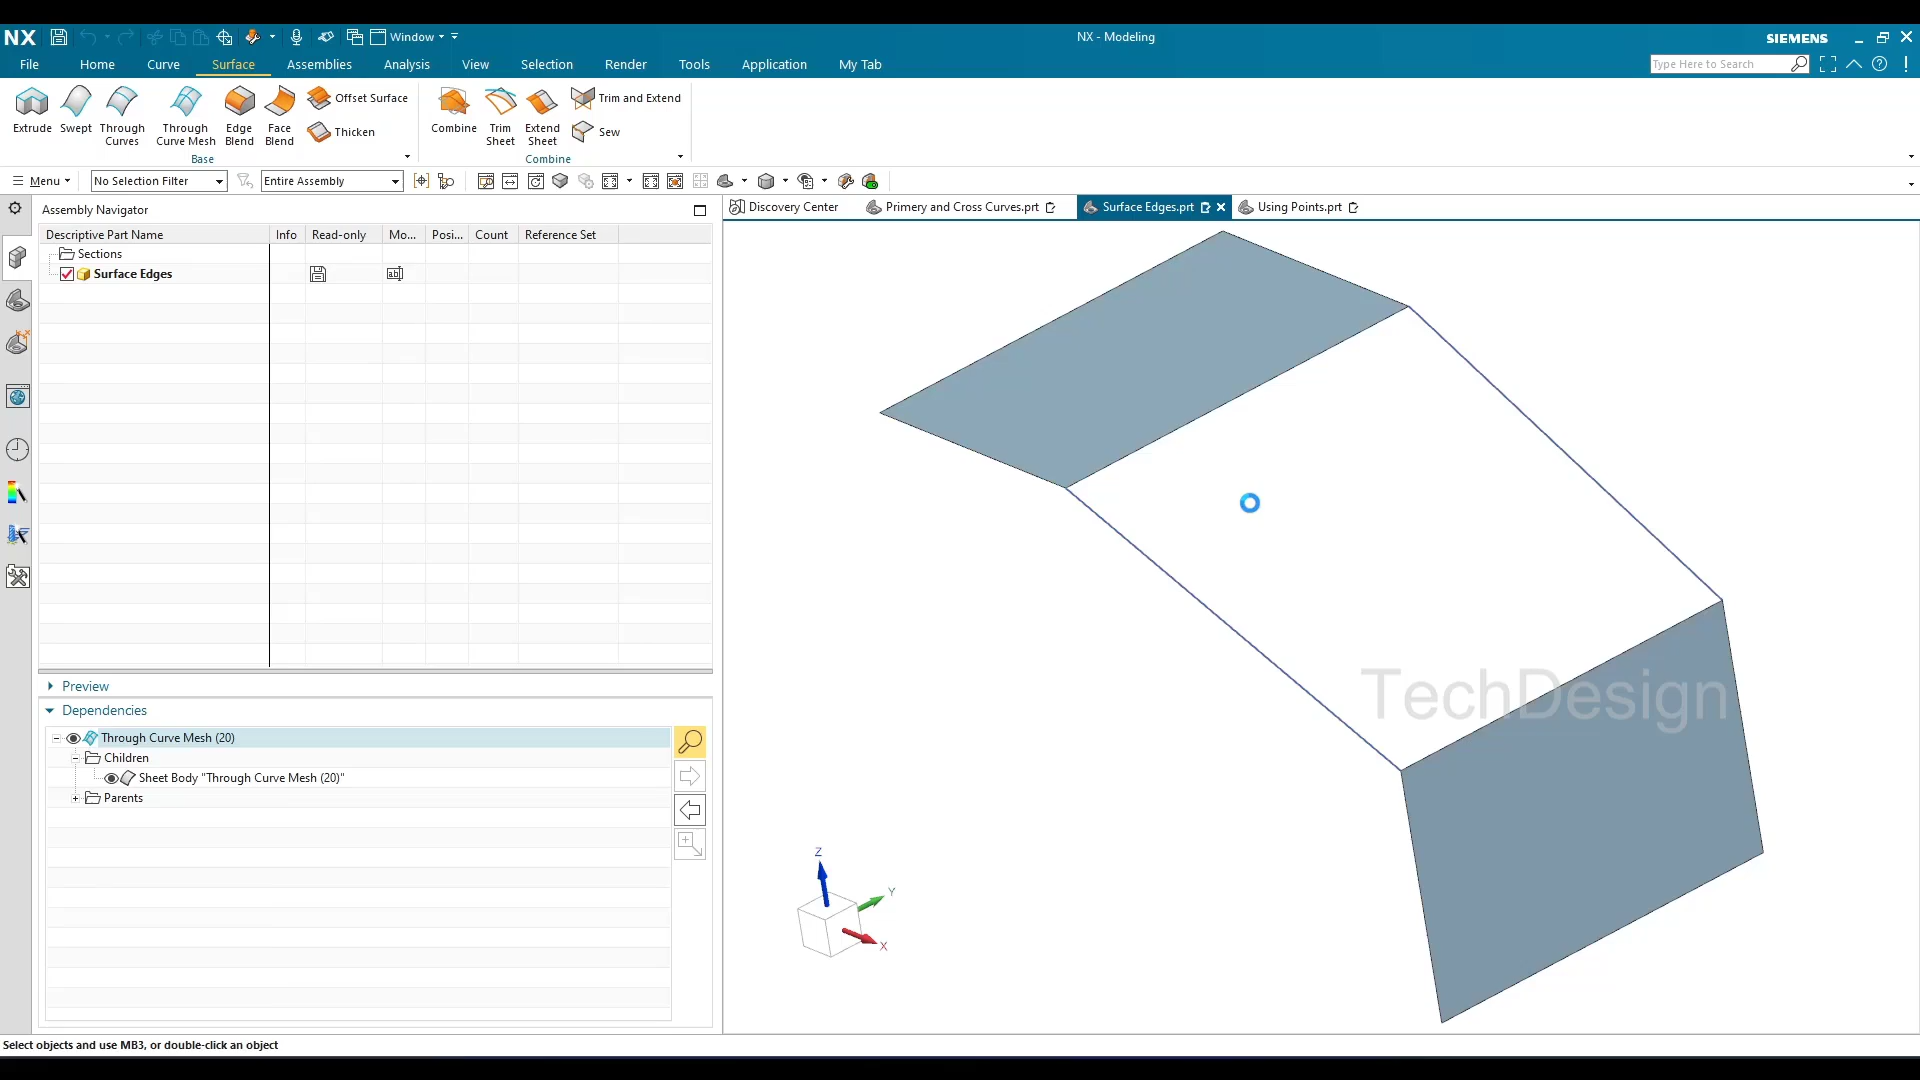 NX
Window
NX - Modeling
SIEMENS
File
Home
Curve
Surface
Assemblies
Analysis
View
Selection
Render
Tools
Application
My Tab
Type Here to Search
Extrude
Swept
Through Curves
Through Curve Mesh
Edge Blend
Face Blend
Offset Surface
Thicken
Base
Combine
Trim Sheet
Extend Sheet
Trim and Extend
Sew
Combine
Menu
No Selection Filter
Entire Assembly
Assembly Navigator
Discovery Center
Primery and Cross Curves.prt
Surface Edges.prt
Using Points.prt
Descriptive Part Name
Info
Read-only
Mo...
Posi...
Count
Reference Set
Sections
Surface Edges
TechDesign
Preview
Dependencies
Through Curve Mesh (20)
Children
Sheet Body "Through Curve Mesh (20)"
Parents
Z
Y
X
Select objects and use MB3, or double-click an object